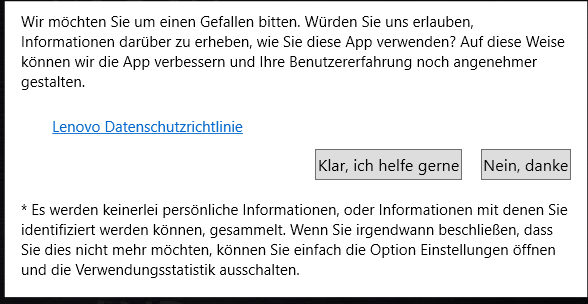 Wir möchten Sie um einen Gefallen bitten. Würden Sie uns erlauben,
Informationen darüber zu erheben, wie Sie diese App verwenden? Auf diese Weise
können wir die App verbessern und Ihre Benutzererfahrung noch angenehmer
gestalten.
Lenovo Datenschutzrichtlinie
Klar, ich helfe gerne Nein, danke
* Es werden keinerlei persönliche Informationen, oder Informationen mit denen Sie
identifiziert werden können, gesammelt. Wenn Sie irgendwann beschließen, dass
Sie dies nicht mehr möchten, können Sie einfach die Option Einstellungen öffnen
und die Verwendungsstatistik ausschalten.